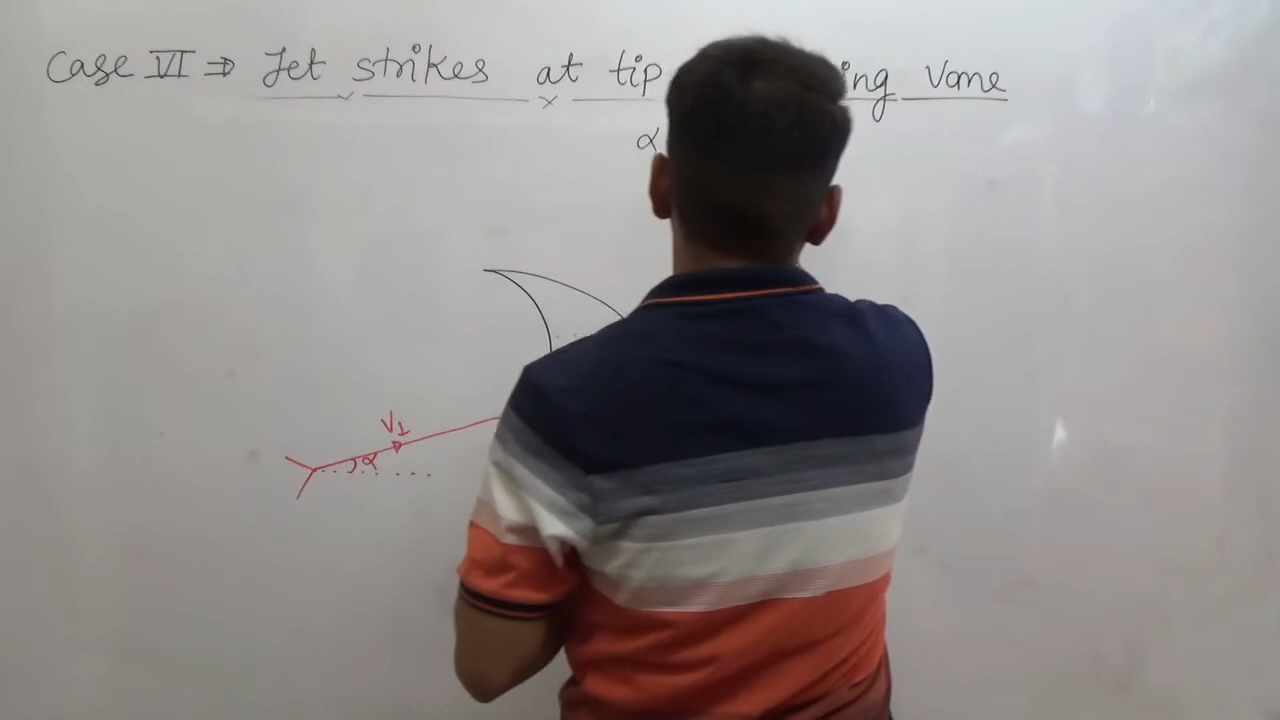 Case VI ⇒ Jet strikes at tip ing Vane
α
V1
α